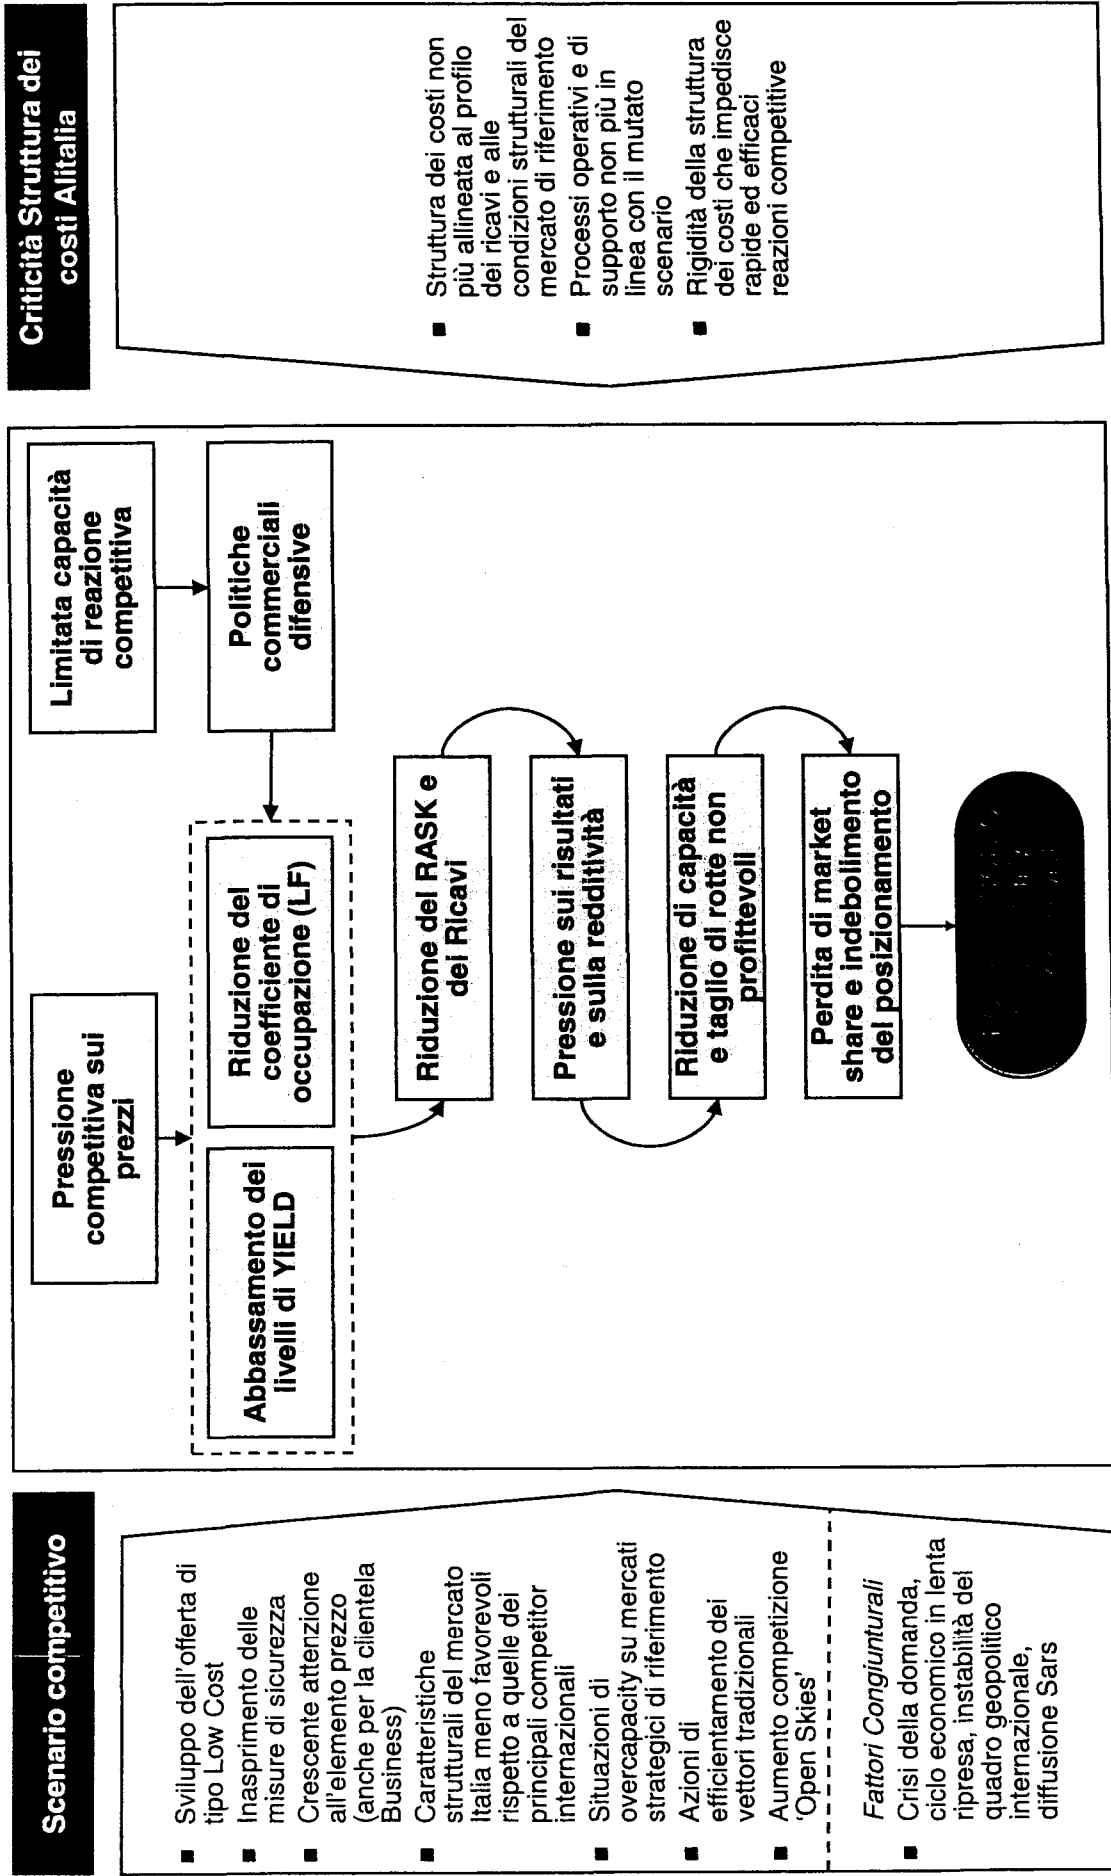 Scenario competitivo
Sviluppo dell'offerta di
tipo Low Cost
Inasprimento delle
misure di sicurezza
Crescente attenzione
all'elemento prezzo
(anche per la clientela
Business)
Caratteristiche
strutturali del mercato
Italia meno favorevoli
rispetto a quelle dei
principali competitor
internazionali
Situazioni di
overcapacity su mercati
strategici di riferimento
Azioni di
efficientamento dei
vettori tradizionali
Aumento competizione
'Open Skies'
Fattori Congiunturali
Crisi della domanda,
ciclo economico in lenta
ripresa, instabilità del
quadro geopolitico
internazionale,
diffusione Sars
Pressione
competitiva sui
prezzi
Limitata capacità
di reazione
competitiva
Abbassamento dei
livelli di YIELD
Riduzione del
coefficiente di
occupazione (LF)
Politiche
commerciali
difensive
Riduzione del RASK e
dei Ricavi
Pressione sui risultati
e sulla redditività
Riduzione di capacità
e taglio di rotte non
profittevoli
Perdita di market
share e indebolimento
del posizionamento
Criticità Struttura dei
costi Alitalia
Struttura dei costi non
più allineata al profilo
dei ricavi e alle
condizioni strutturali del
mercato di riferimento
Processi operativi e di
supporto non più in
linea con il mutato
scenario
Rigidità della struttura
dei costi che impedisce
rapide ed efficaci
reazioni competitive